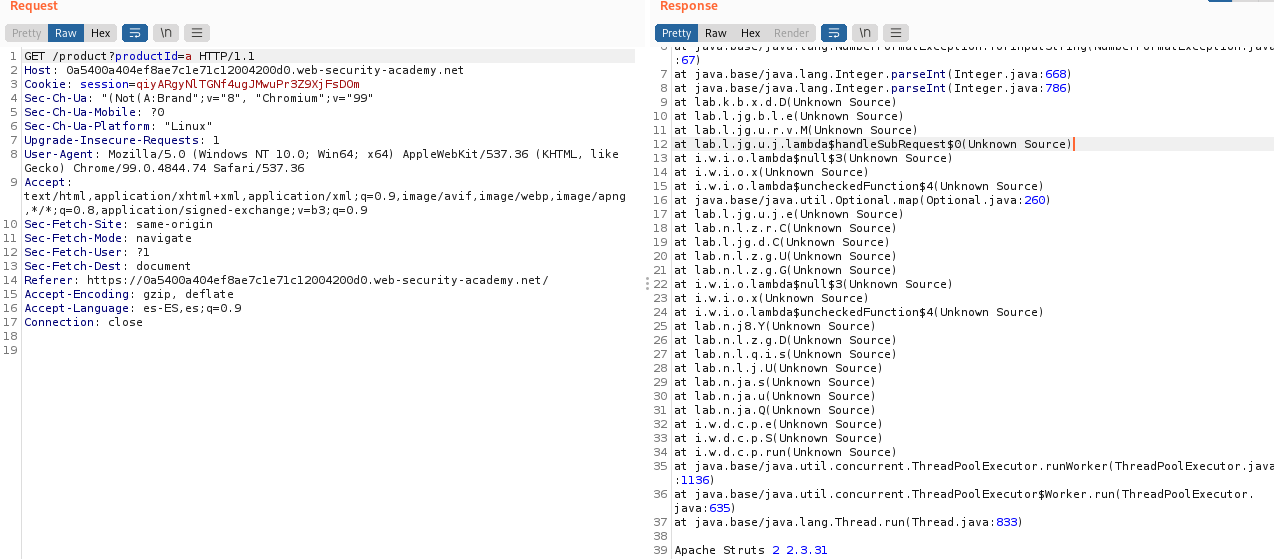 Request
Pretty Raw Hex \n
1 GET /product?productId=a HTTP/1.1
2 Host: 0a5400a404ef8ae7c1e71c12004200d0.web-security-academy.net
3 Cookie: session=qiyARgyNlTGNf4ugJMwuPr3Z9XjFsDOm
4 Sec-Ch-Ua: "(Not(A:Brand";v="8", "Chromium";v="99"
5 Sec-Ch-Ua-Mobile: ?0
6 Sec-Ch-Ua-Platform: "Linux"
7 Upgrade-Insecure-Requests: 1
8 User-Agent: Mozilla/5.0 (Windows NT 10.0; Win64; x64) AppleWebKit/537.36 (KHTML, like
Gecko) Chrome/99.0.4844.74 Safari/537.36
9 Accept:
text/html,application/xhtml+xml,application/xml;q=0.9,image/avif,image/webp,image/apng
,*/*;q=0.8,application/signed-exchange;v=b3;q=0.9
10 Sec-Fetch-Site: same-origin
11 Sec-Fetch-Mode: navigate
12 Sec-Fetch-User: ?1
13 Sec-Fetch-Dest: document
14 Referer: https://0a5400a404ef8ae7c1e71c12004200d0.web-security-academy.net/
15 Accept-Encoding: gzip, deflate
16 Accept-Language: es-ES,es;q=0.9
17 Connection: close
18
19
Response
Pretty Raw Hex Render \n
6 at java.base/java.lang.NumberFormatException.forInputString(NumberFormatException.java
:67)
7 at java.base/java.lang.Integer.parseInt(Integer.java:668)
8 at java.base/java.lang.Integer.parseInt(Integer.java:786)
9 at lab.k.b.x.d.D(Unknown Source)
10 at lab.l.jg.b.l.e(Unknown Source)
11 at lab.l.jg.u.r.v.M(Unknown Source)
12 at lab.l.jg.u.j.lambda$handleSubRequest$0(Unknown Source)
13 at i.w.i.o.lambda$null$3(Unknown Source)
14 at i.w.i.o.x(Unknown Source)
15 at i.w.i.o.lambda$uncheckedFunction$4(Unknown Source)
16 at java.base/java.util.Optional.map(Optional.java:260)
17 at lab.l.jg.u.j.e(Unknown Source)
18 at lab.n.l.z.r.C(Unknown Source)
19 at lab.l.jg.d.C(Unknown Source)
20 at lab.n.l.z.g.U(Unknown Source)
21 at lab.n.l.z.g.G(Unknown Source)
22 at i.w.i.o.lambda$null$3(Unknown Source)
23 at i.w.i.o.x(Unknown Source)
24 at i.w.i.o.lambda$uncheckedFunction$4(Unknown Source)
25 at lab.n.j8.Y(Unknown Source)
26 at lab.n.l.z.g.D(Unknown Source)
27 at lab.n.l.q.i.s(Unknown Source)
28 at lab.n.l.j.U(Unknown Source)
29 at lab.n.ja.s(Unknown Source)
30 at lab.n.ja.u(Unknown Source)
31 at lab.n.ja.Q(Unknown Source)
32 at i.w.d.c.p.e(Unknown Source)
33 at i.w.d.c.p.S(Unknown Source)
34 at i.w.d.c.p.run(Unknown Source)
35 at java.base/java.util.concurrent.ThreadPoolExecutor.runWorker(ThreadPoolExecutor.java
:1136)
36 at java.base/java.util.concurrent.ThreadPoolExecutor$Worker.run(ThreadPoolExecutor.
java:635)
37 at java.base/java.lang.Thread.run(Thread.java:833)
38
39 Apache Struts 2 2.3.31